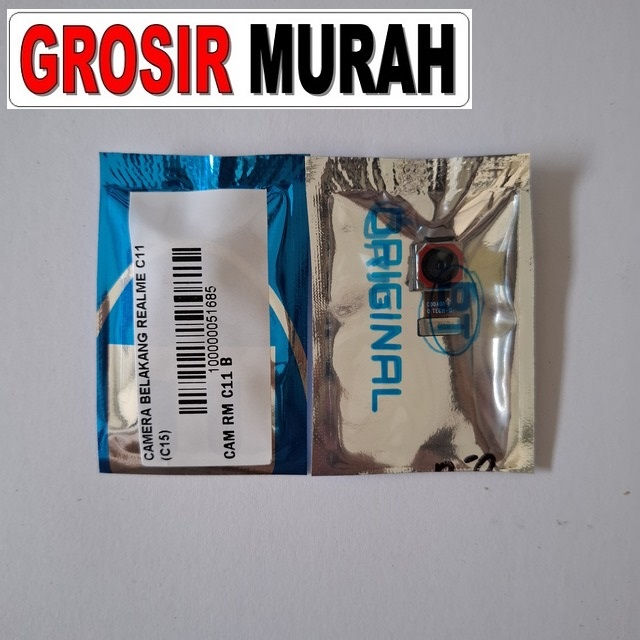 GROSIR MURAH
CAMERA BELAKANG REALME C11
(C15)
1000000051685
CAM RM C11 B
ORIGINAL